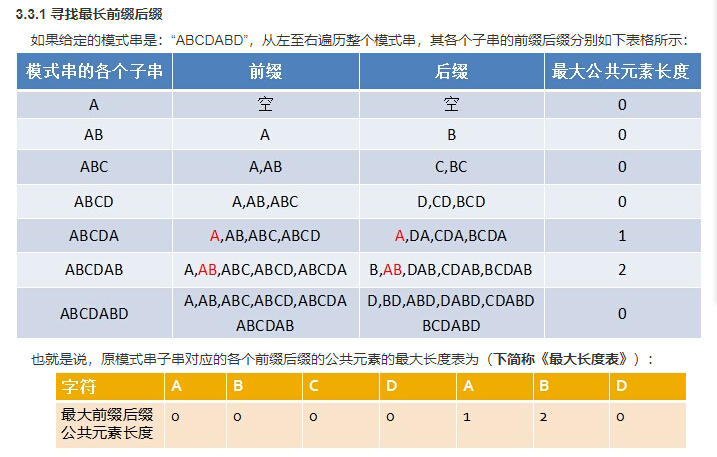 3.3.1 寻找最长前缀后缀
如果给定的模式串是：“ABCDABD”，从左至右遍历整个模式串，其各个子串的前缀后缀分别如下表格所示：
模式串的各个子串 前缀 后缀 最大公共元素长度
A 空 空 0
AB A B 0
ABC A,AB C,BC 0
ABCD A,AB,ABC D,CD,BCD 0
ABCDA A,AB,ABC,ABCD A,DA,CDA,BCDA 1
ABCDAB A,AB,ABC,ABCD,ABCDA B,AB,DAB,CDAB,BCDAB 2
ABCDABD A,AB,ABC,ABCD,ABCDA ABCDAB D,BD,ABD,DABD,CDABD BCDABD 0
也就是说，原模式串子串对应的各个前缀后缀的公共元素的最大长度表为（下简称《最大长度表》）：
字符 A B C D A B D
最大前缀后缀公共元素长度 0 0 0 0 1 2 0